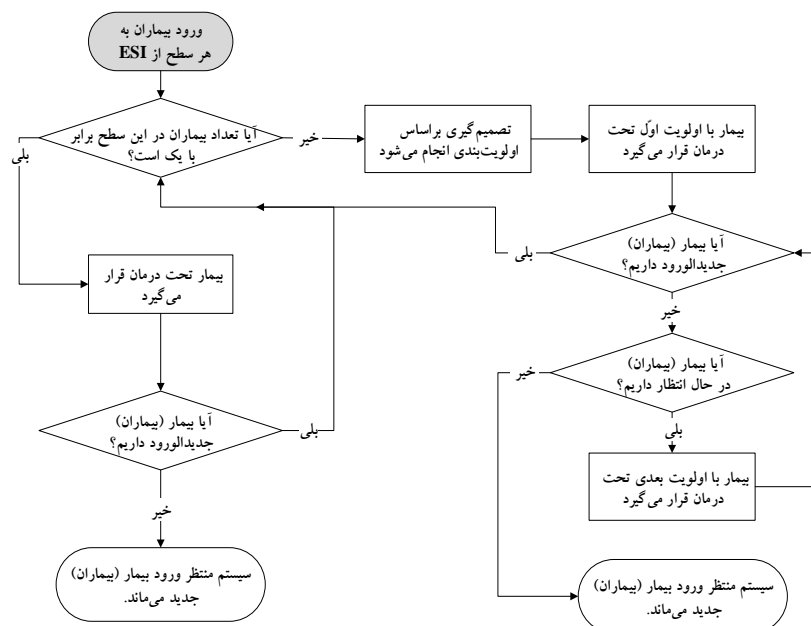 ورود بیماران به
هر سطح از ESI
آیا تعداد بیماران در این سطح برابر
با یک است؟
خیر
بلی
تصمیم‌گیری براساس
اولویت‌بندی انجام می‌شود
بیمار با اولویت اوّل تحت
درمان قرار می‌گیرد
آیا بیمار (بیماران)
جدیدالورود داریم؟
بلی
خیر
بیمار تحت درمان قرار
می‌گیرد
آیا بیمار (بیماران)
در حال انتظار داریم؟
خیر
بلی
آیا بیمار (بیماران)
جدیدالورود داریم؟
بلی
خیر
بیمار با اولویت بعدی تحت
درمان قرار می‌گیرد
سیستم منتظر ورود بیمار (بیماران)
جدید می‌ماند.
سیستم منتظر ورود بیمار (بیماران)
جدید می‌ماند.